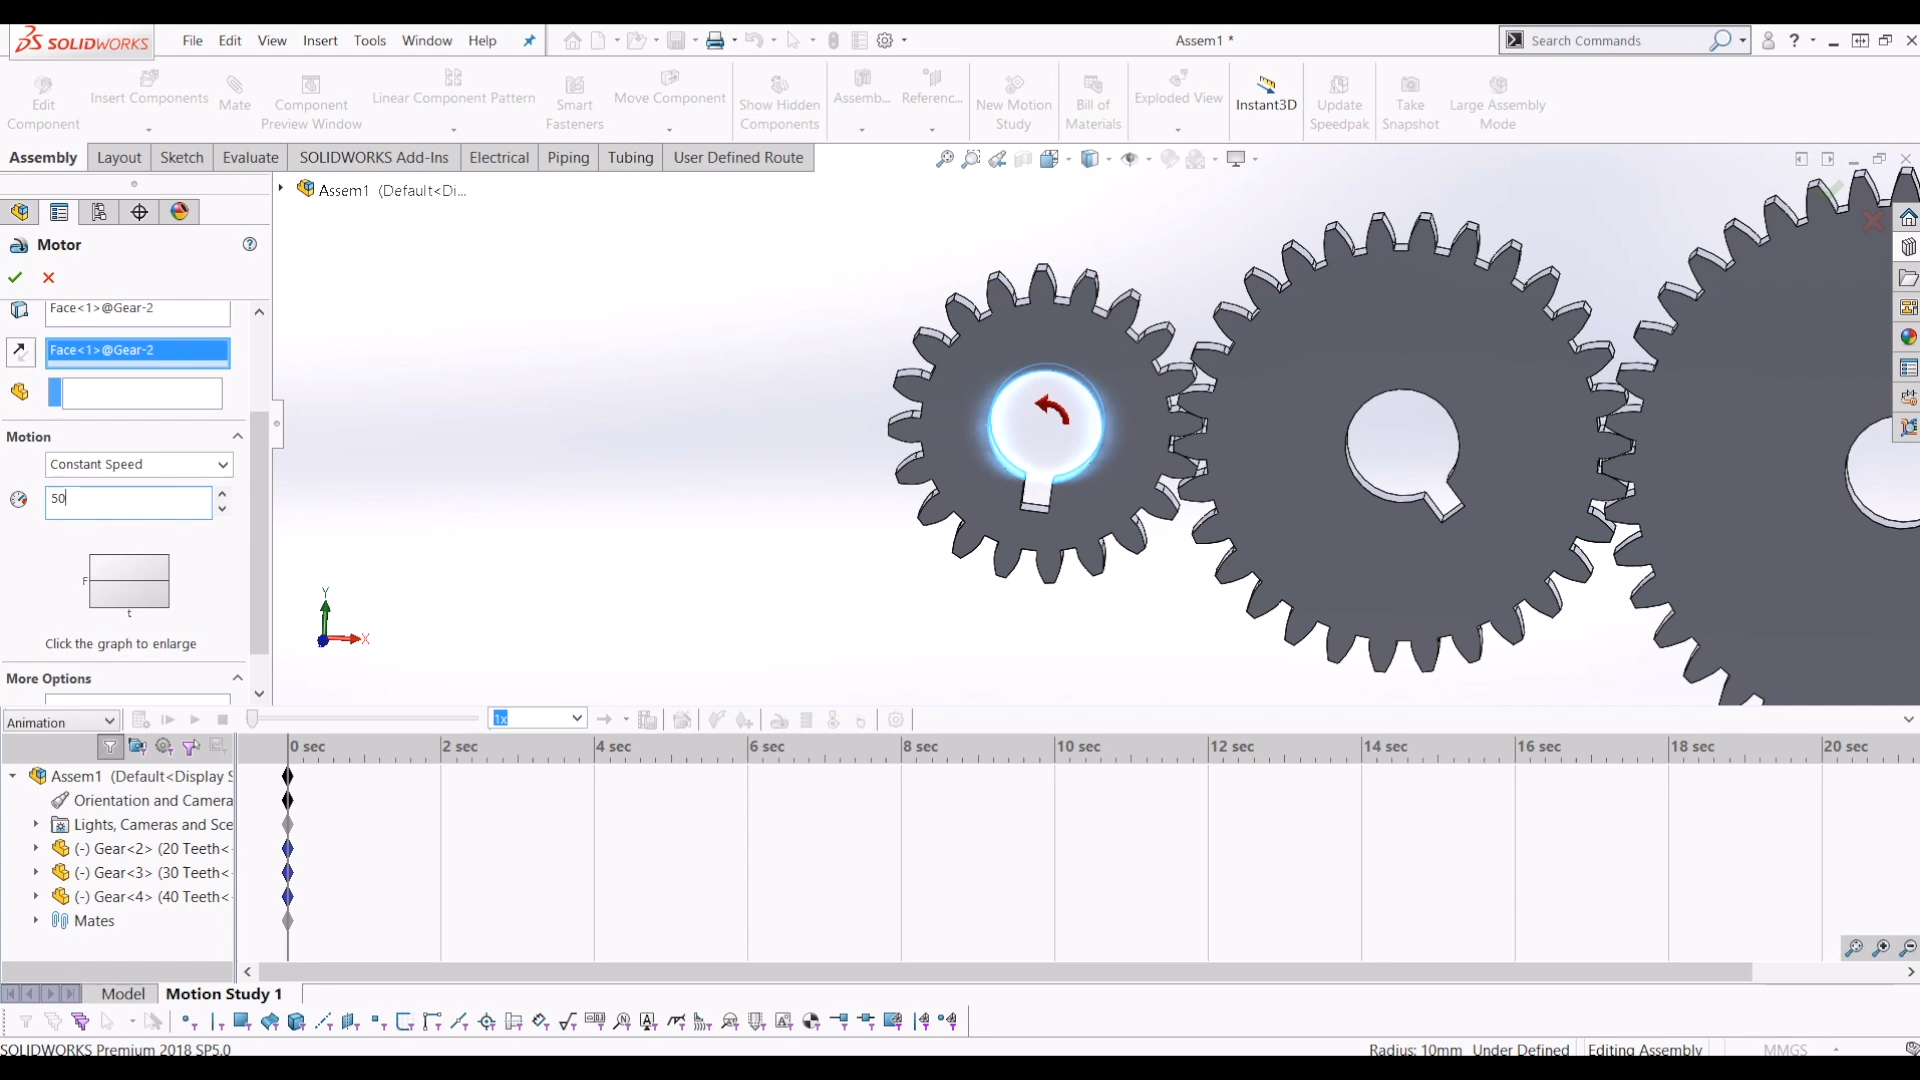 SOLIDWORKS File Edit View Insert Tools Window Help Assem1 * Search Commands ?
Edit Component Insert Components Mate Component Preview Window Linear Component Pattern Smart Fasteners Move Component Show Hidden Components Assemb... Referenc... New Motion Study Bill of Materials Exploded View Instant3D Update Speedpak Take Snapshot Large Assembly Mode
Assembly Layout Sketch Evaluate SOLIDWORKS Add-Ins Electrical Piping Tubing User Defined Route
Assem1 (Default<Di...
Motor ?
Face<1>@Gear-2
Face<1>@Gear-2
Motion
Constant Speed
50
F
t
Click the graph to enlarge
More Options
Y
X
Animation 1x
0 sec 2 sec 4 sec 6 sec 8 sec 10 sec 12 sec 14 sec 16 sec 18 sec 20 sec
Assem1 (Default<Display S
Orientation and Camera
Lights, Cameras and Sce
(-) Gear<2> (20 Teeth<
(-) Gear<3> (30 Teeth<
(-) Gear<4> (40 Teeth<
Mates
Model Motion Study 1
SOLIDWORKS Premium 2018 SP5.0 Radius: 10mm Under Defined Editing Assembly MMGS